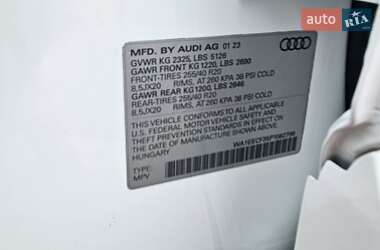 auto RIA
MFD. BY AUDI AG 01 23
GVWR KG 2325, LBS 5126
GAWR FRONT KG 1220, LBS 2690
FRONT-TIRES 255/40 R20
8,5JX20 RIMS, AT 260 KPA 38 PSI COLD
GAWR REAR KG 1200, LBS 2646
REAR-TIRES 255/40 R20
8,5JX20 RIMS, AT 260 KPA 38 PSI COLD
THIS VEHICLE CONFORMS TO ALL APPLICABLE
U.S. FEDERAL MOTOR VEHICLE SAFETY
THEFT PREVENTION STANDARDS IN EFFECT ON THE
DATE OF MANUFACTURE SHOWN ABOVE
HUNGARY
TYPE
MPV